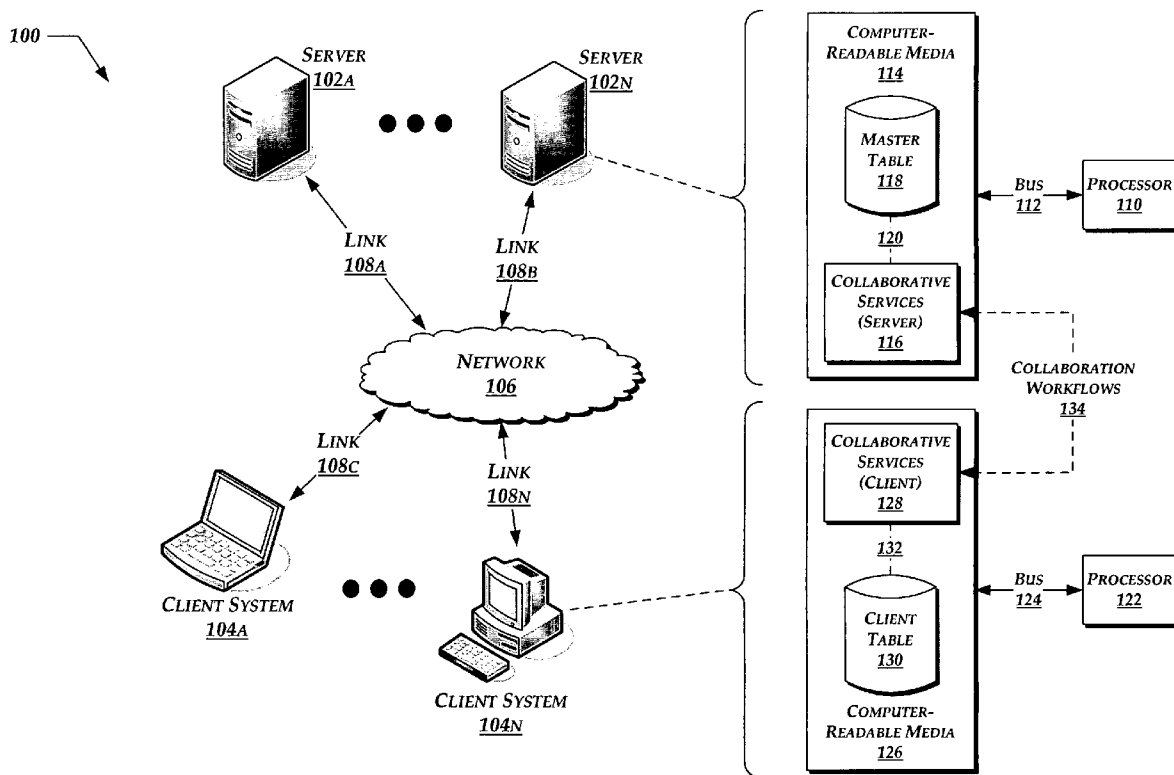 100
SERVER
102A
SERVER
102N
LINK
108A
LINK
108B
NETWORK
106
LINK
108C
LINK
108N
CLIENT SYSTEM
104A
CLIENT SYSTEM
104N
COMPUTER-
READABLE MEDIA
114
MASTER
TABLE
118
120
COLLABORATIVE
SERVICES
(SERVER)
116
BUS
112
PROCESSOR
110
COLLABORATION
WORKFLOWS
134
COLLABORATIVE
SERVICES
(CLIENT)
128
132
CLIENT
TABLE
130
COMPUTER-
READABLE MEDIA
126
BUS
124
PROCESSOR
122